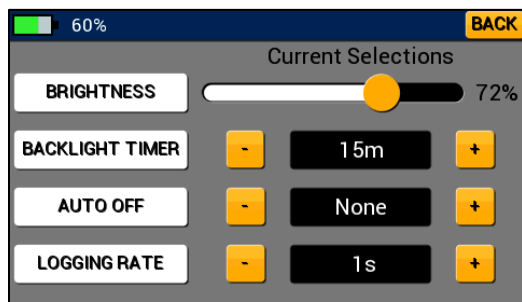 60% BACK
Current Selections
BRIGHTNESS 72%
BACKLIGHT TIMER - 15m +
AUTO OFF - None +
LOGGING RATE - 1s +